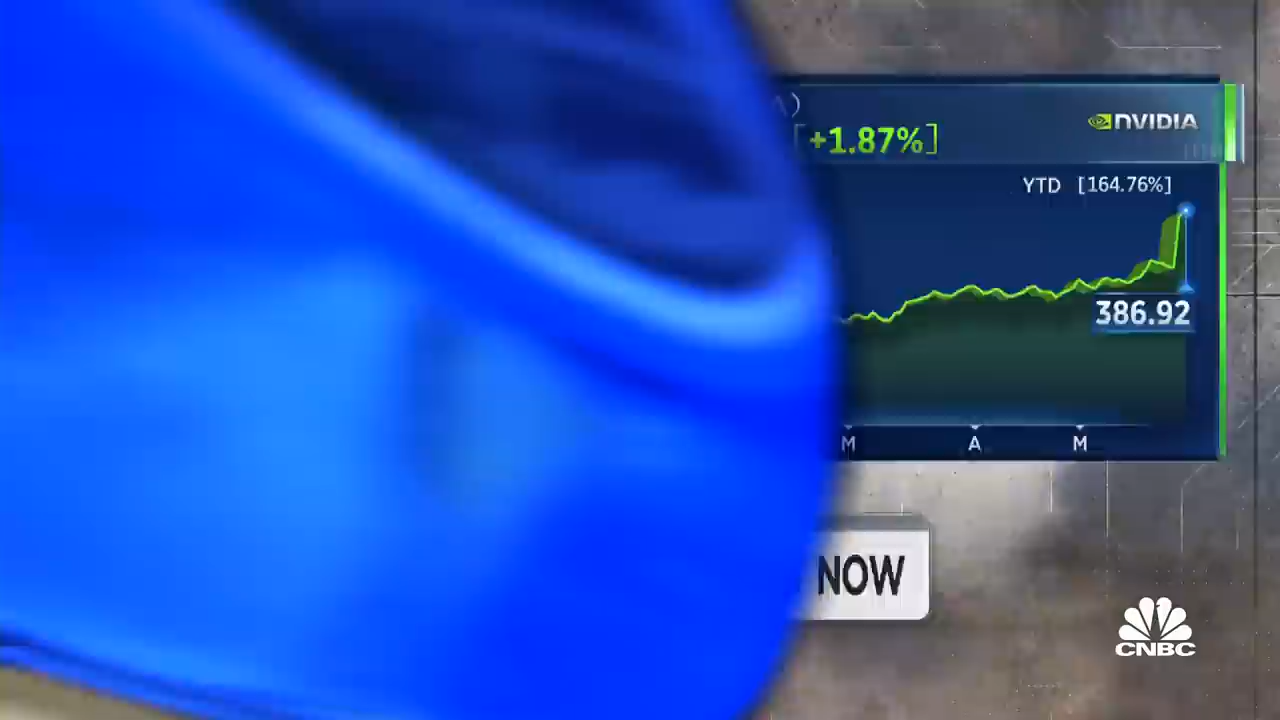 A)
[+1.87%]
NVIDIA
YTD [164.76%]
386.92
M A M
NOW
CNBC